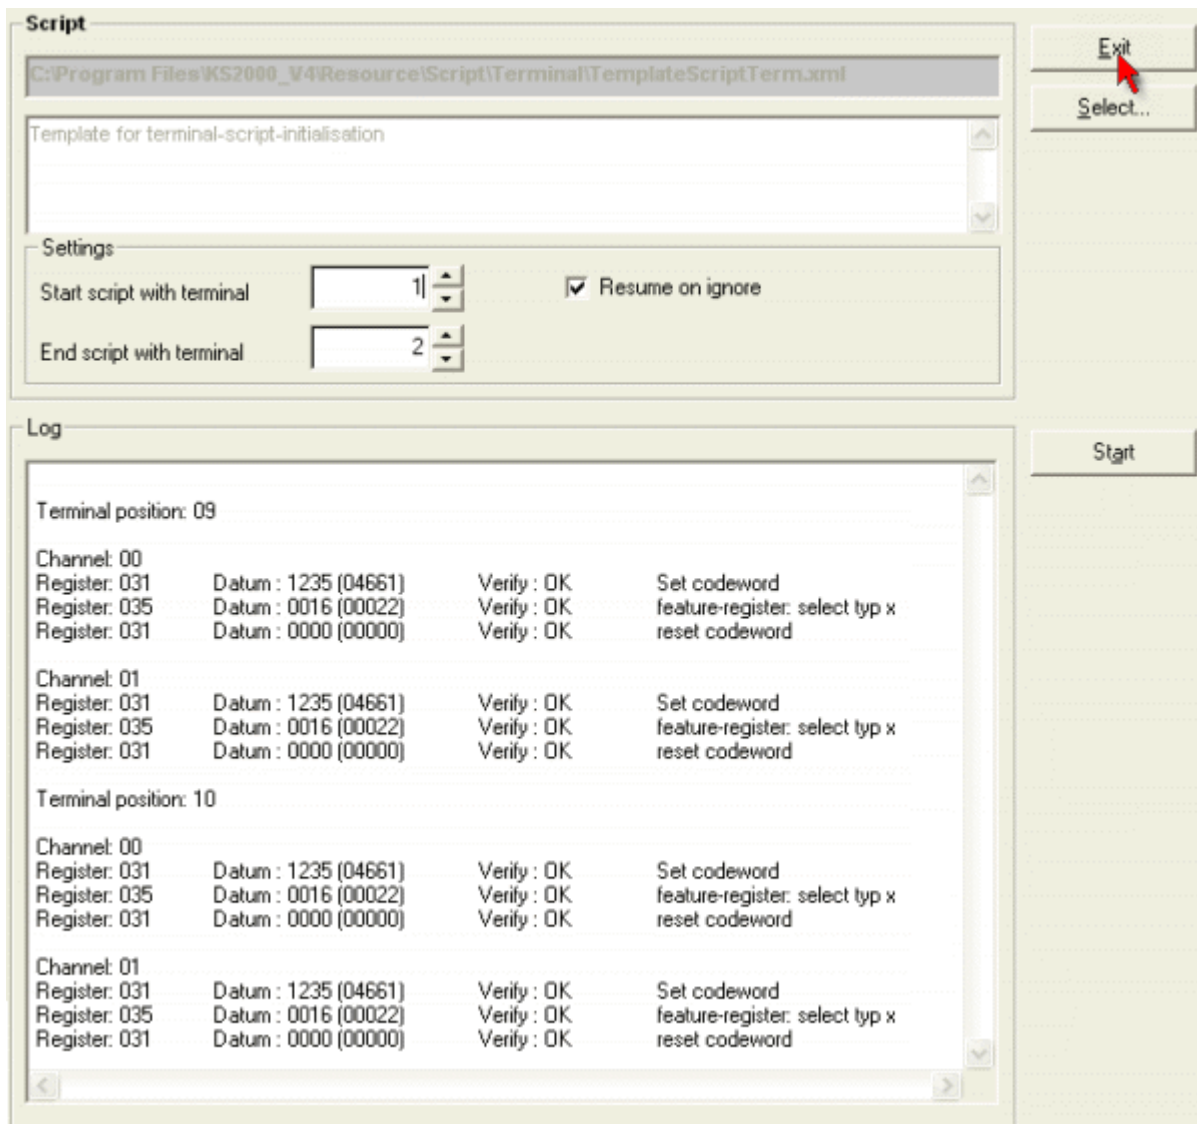 Script
Exit
C:\Program Files\KS2000_V4\Resource\Script\Terminal\TemplateScriptTerm.xml
Select...
Template for terminal-script-initialisation
Settings
Start script with terminal 1 Resume on ignore
End script with terminal 2
Log
Start
Terminal position: 09
Channel: 00
Register: 031 Datum : 1235 (04661) Verify : OK Set codeword
Register: 035 Datum : 0016 (00022) Verify : OK feature-register: select typ x
Register: 031 Datum : 0000 (00000) Verify : OK reset codeword
Channel: 01
Register: 031 Datum : 1235 (04661) Verify : OK Set codeword
Register: 035 Datum : 0016 (00022) Verify : OK feature-register: select typ x
Register: 031 Datum : 0000 (00000) Verify : OK reset codeword
Terminal position: 10
Channel: 00
Register: 031 Datum : 1235 (04661) Verify : OK Set codeword
Register: 035 Datum : 0016 (00022) Verify : OK feature-register: select typ x
Register: 031 Datum : 0000 (00000) Verify : OK reset codeword
Channel: 01
Register: 031 Datum : 1235 (04661) Verify : OK Set codeword
Register: 035 Datum : 0016 (00022) Verify : OK feature-register: select typ x
Register: 031 Datum : 0000 (00000) Verify : OK reset codeword